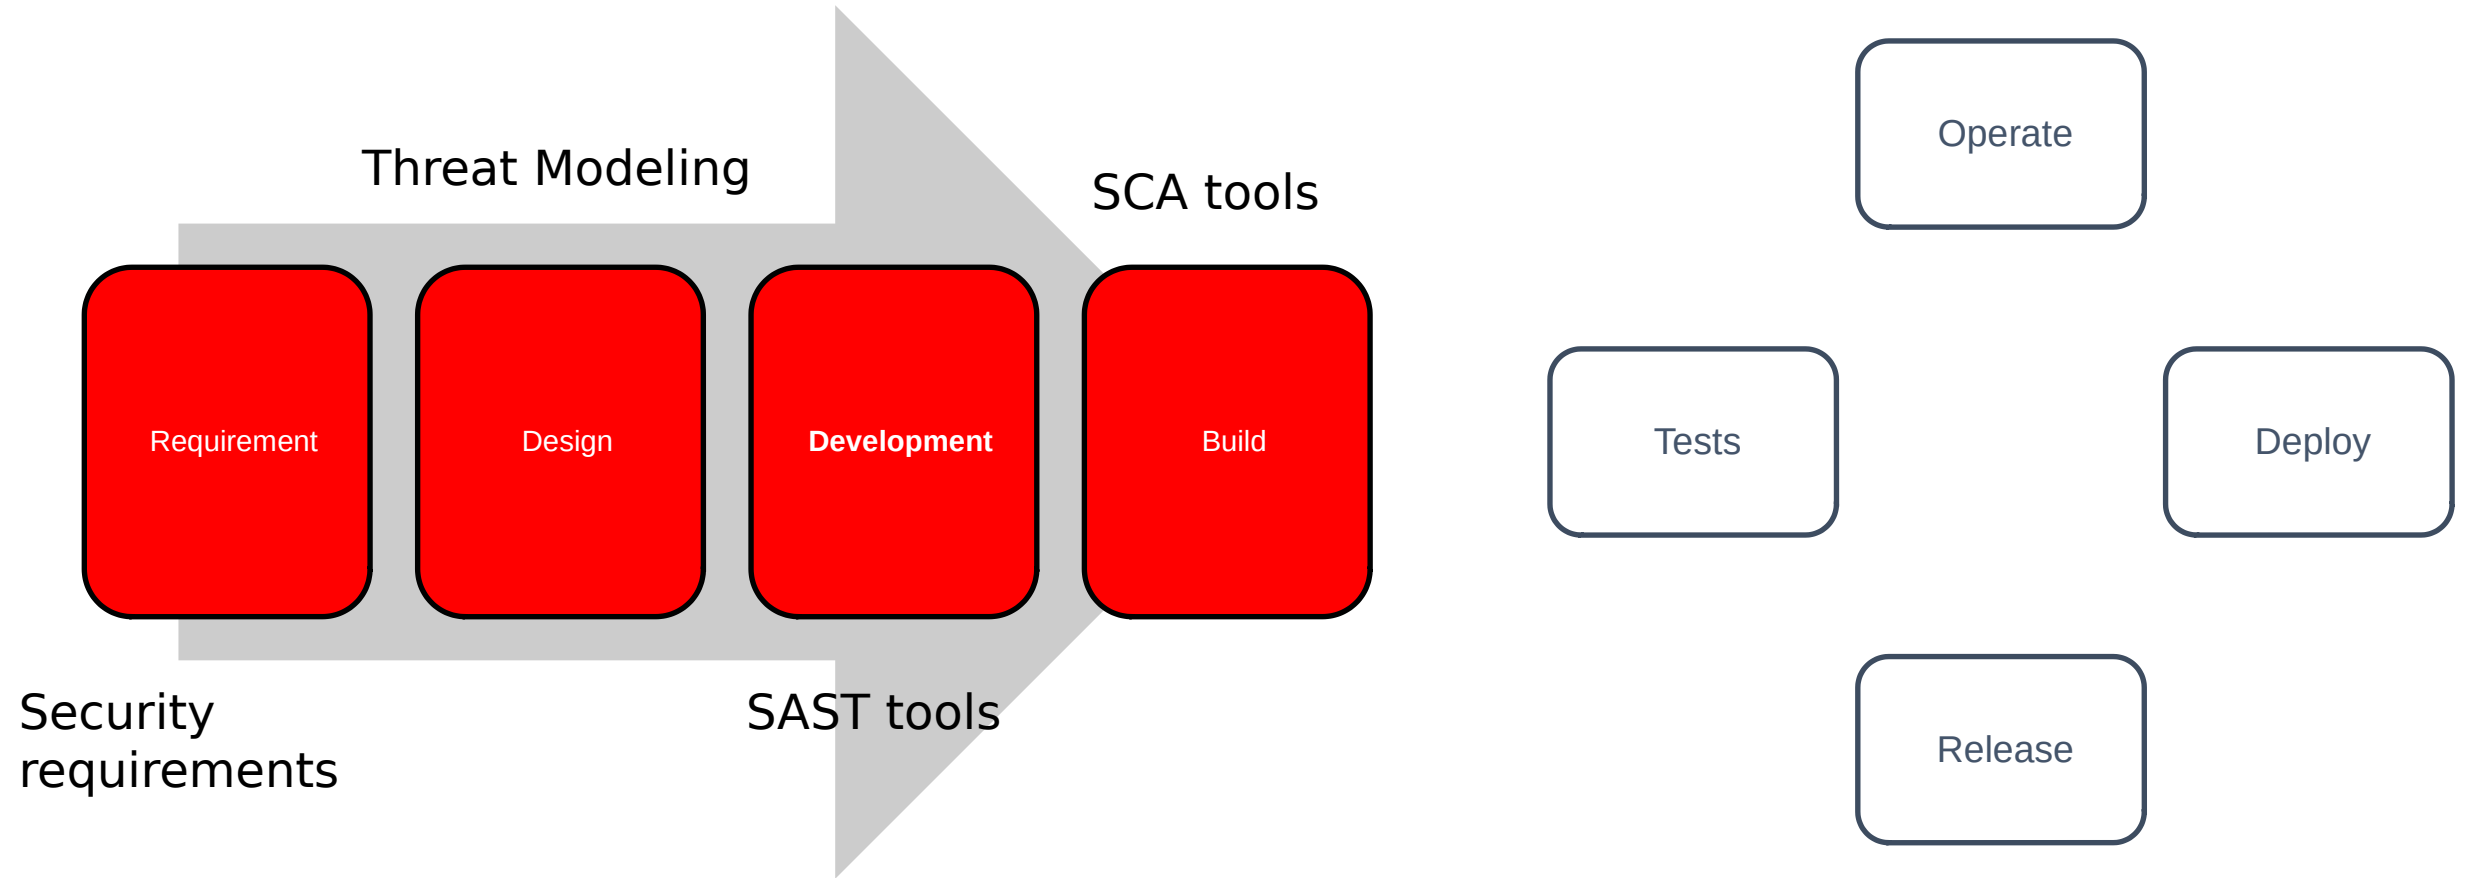 Threat Modeling
SCA tools
Requirement
Design
Development
Build
Security
requirements
SAST tools
Operate
Tests
Deploy
Release